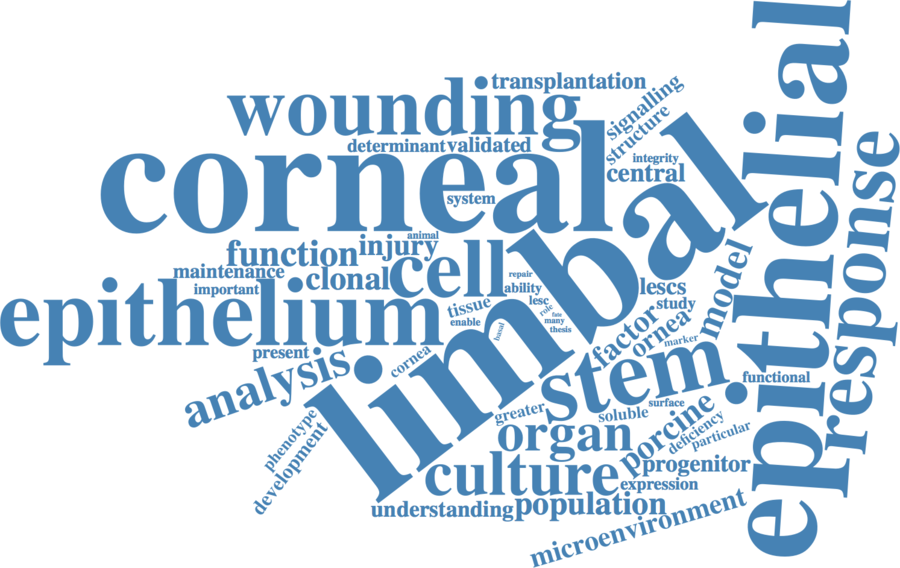 transplantation
wounding
signalling
structure
determinant
validated
integrity
central
corneal
system
limbal
epithelial
response
animal
injury
function
cell
maintenance
clonal
important
repair
ability
lesc
role
fate
many
thesis
lescs
study
model
epithelium
tissue
enable
basal
factor
ornea
marker
present
cornea
analysis
stem
functional
surface
greater
soluble
porcine
deficiency
particular
phenotype
development
organ
culture
progenitor
expression
understanding
population
microenvironment